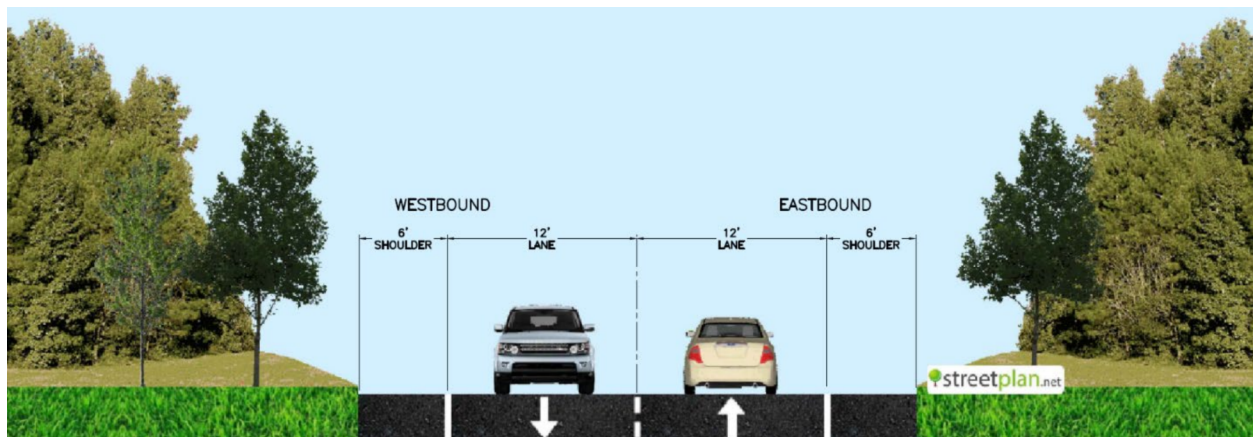 WESTBOUND
EASTBOUND
6'
SHOULDER
12'
LANE
12'
LANE
6'
SHOULDER
streetplan.net